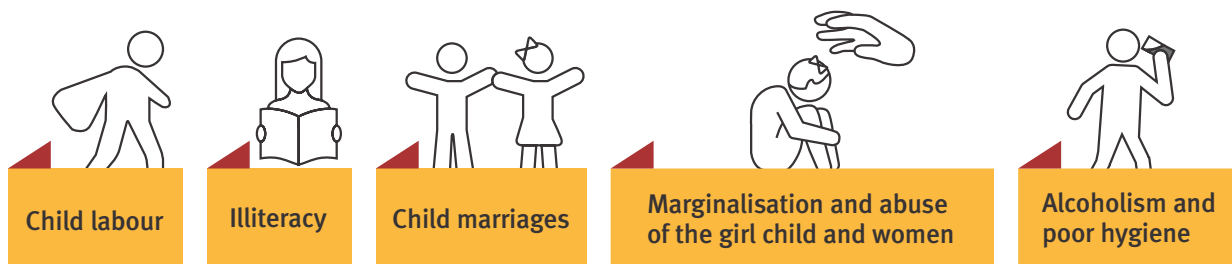 Child labour
Illiteracy
Child marriages
Marginalisation and abuse
of the girl child and women
Alcoholism and
poor hygiene